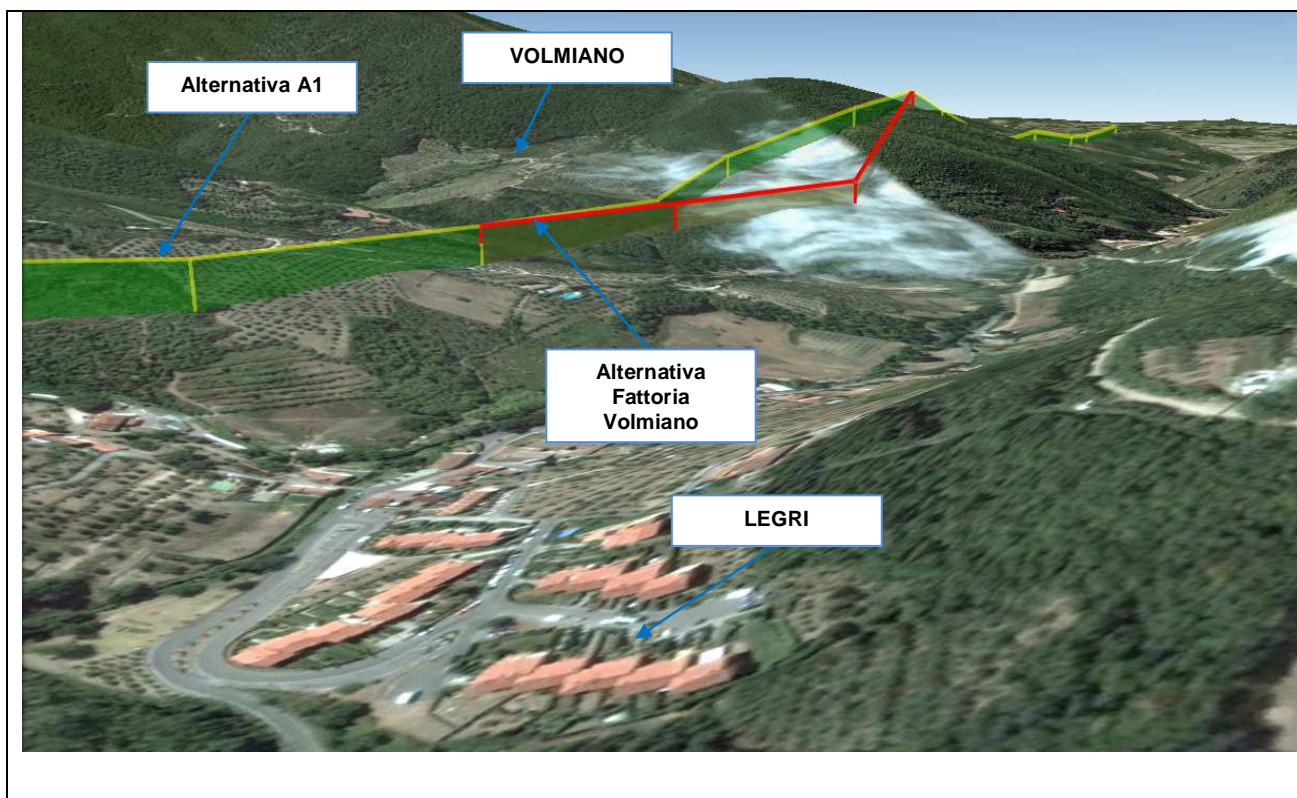 VOLMIANO
Alternativa A1
Alternativa
Fattoria
Volmiano
LEGRI